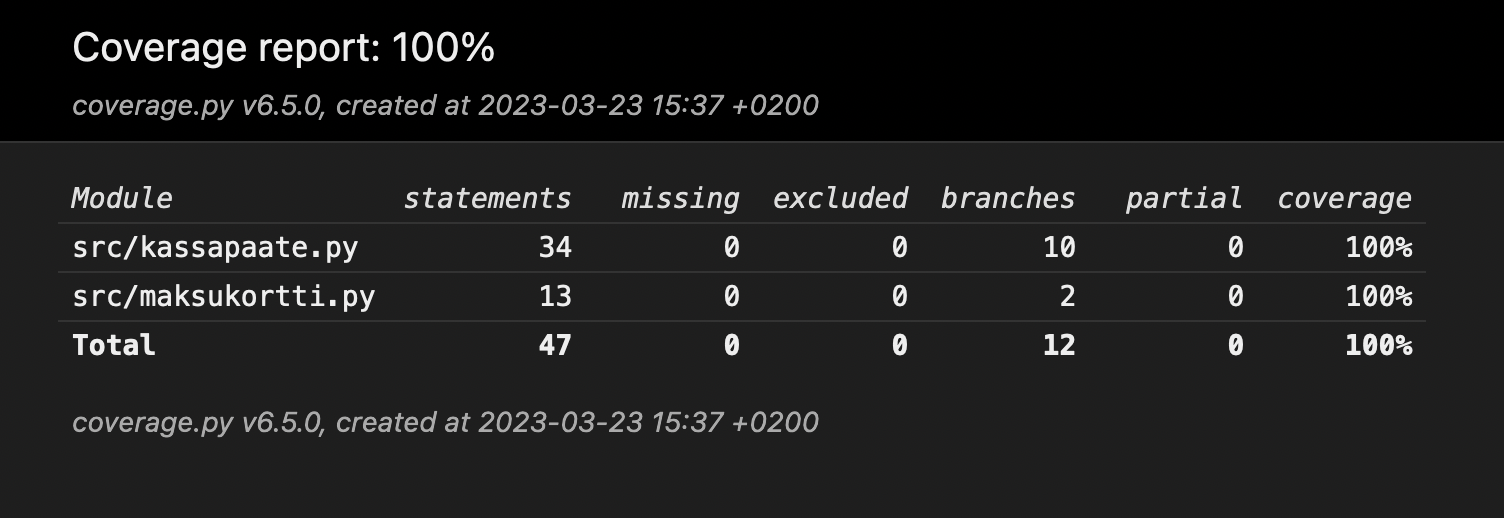 Coverage report: 100%
coverage.py v6.5.0, created at 2023-03-23 15:37 +0200
Module statements missing excluded branches partial coverage
src/kassapaate.py 34 0 0 10 0 100%
src/maksukortti.py 13 0 0 2 0 100%
Total 47 0 0 12 0 100%
coverage.py v6.5.0, created at 2023-03-23 15:37 +0200